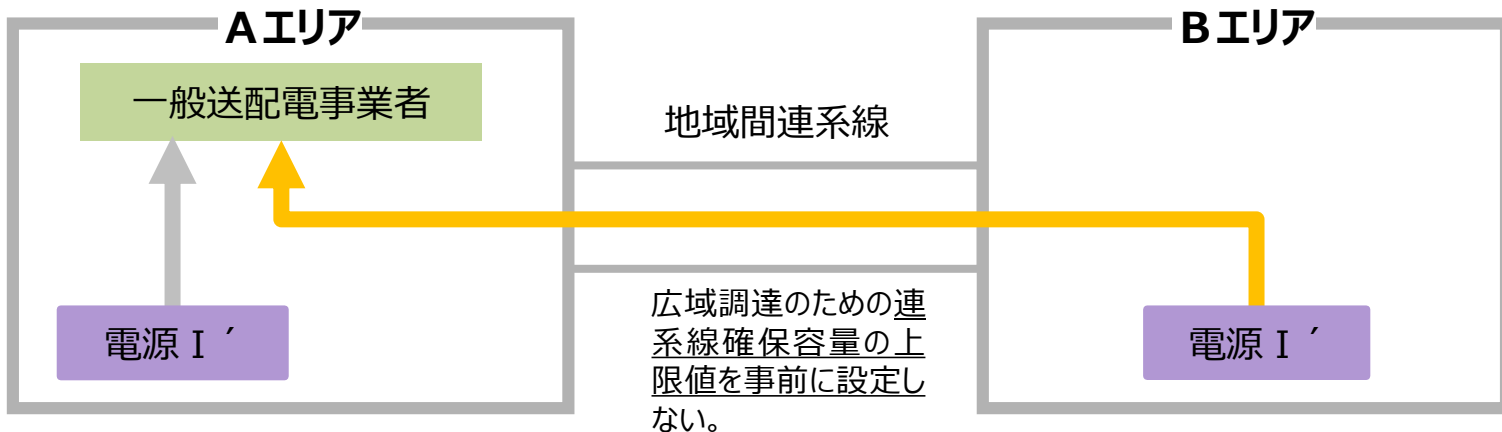 Aエリア
Bエリア
一般送配電事業者
地域間連系線
広域調達のための連
系線確保容量の上
限値を事前に設定し
ない。
電源Ⅰ´
電源Ⅰ´